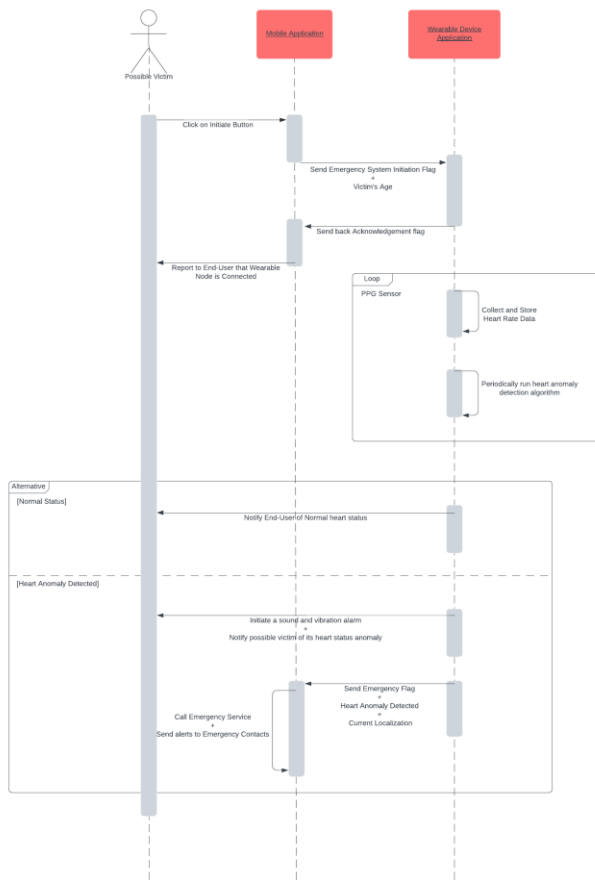 Mobile Application
Wearable Device
Application
Possible Victim
Click on Initiate Button
Send Emergency System Initiation Flag
+
Victim's Age
Send back Acknowledgement flag
Report to End-User that Wearable
Node is Connected
Loop
PPG Sensor
Collect and Store
Heart Rate Data
Periodically run heart anomaly
detection algorithm
Alternative
[Normal Status]
Notify End-User of Normal heart status
[Heart Anomaly Detected]
Initiate a sound and vibration alarm
+
Notify possible victim of its heart status anomaly
Send Emergency Flag
+
Heart Anomaly Detected
+
Current Localization
Call Emergency Service
+
Send alerts to Emergency Contacts